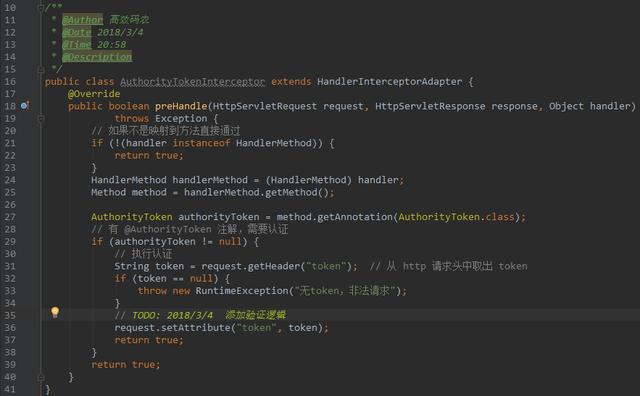 10 /**
11 * @Author 高效码农
12 * @Date 2018/3/4
13 * @Time 20:58
14 * @Description
15 */
16 public class AuthorityTokenInterceptor extends HandlerInterceptorAdapter {
17 @Override
18 public boolean preHandle(HttpServletRequest request, HttpServletResponse response, Object handler)
19 throws Exception {
20 // 如果不是映射到方法直接通过
21 if (!(handler instanceof HandlerMethod)) {
22 return true;
23 }
24 HandlerMethod handlerMethod = (HandlerMethod) handler;
25 Method method = handlerMethod.getMethod();
26
27 AuthorityToken authorityToken = method.getAnnotation(AuthorityToken.class);
28 // 有 @AuthorityToken 注解，需要认证
29 if (authorityToken != null) {
30 // 执行认证
31 String token = request.getHeader("token"); // 从 http 请求头中取出 token
32 if (token == null) {
33 throw new RuntimeException("无token，非法请求");
34 }
35 // TODO: 2018/3/4 添加验证逻辑
36 request.setAttribute("token", token);
37 return true;
38 }
39 return true;
40 }
41 }